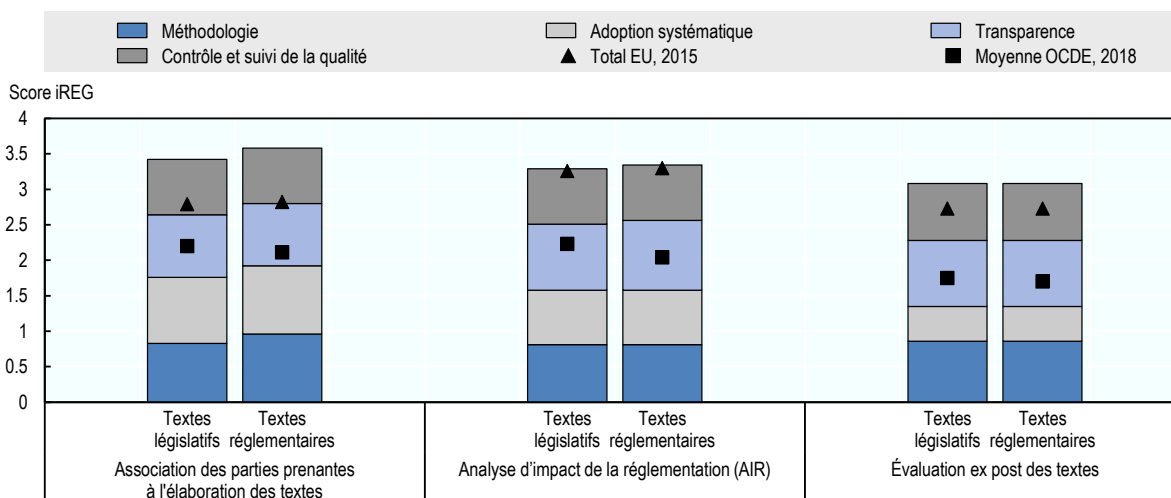 Méthodologie
Adoption systématique
Transparence
Contrôle et suivi de la qualité
Total EU, 2015
Moyenne OCDE, 2018
Score iREG
4
3.5
3
2.5
2
1.5
1
0.5
0
Textes législatifs
Textes réglementaires
Textes législatifs
Textes réglementaires
Textes législatifs
Textes réglementaires
Association des parties prenantes
à l'élaboration des textes
Analyse d'impact de la réglementation (AIR)
Évaluation ex post des textes